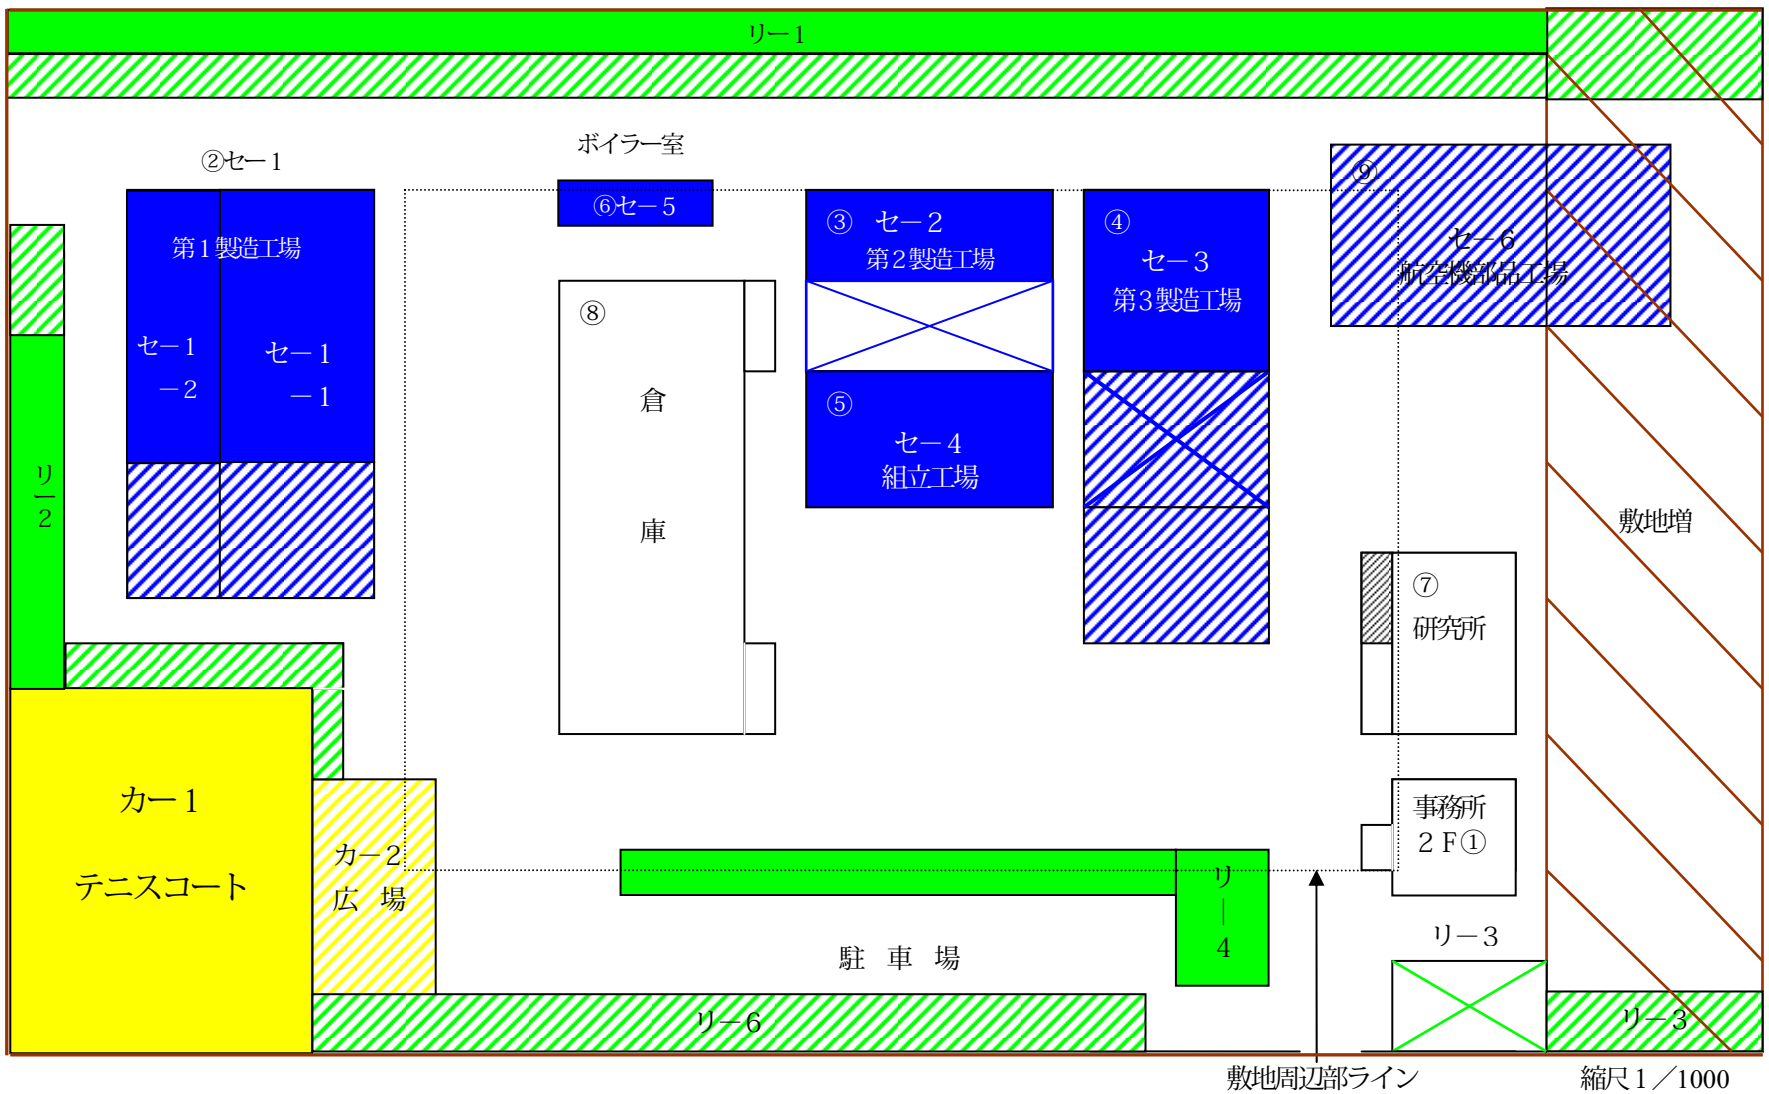 リー1
ボイラー室
②セー1
⑥セ－5
③ セ－2
第2製造工場
④
セ－3
第3製造工場
⑨
セ－6
航空機部品工場
第1製造工場
セ－1
－2
セ－1
－1
⑧
倉
庫
⑤
セ－4
組立工場
リー2
敷地増
⑦
研究所
カー1
テニスコート
カ－2
広 場
事務所
2F①
リ－4
リ－3
駐 車 場
リ－6
リ－3
敷地周辺部ライン
縮尺1／1000